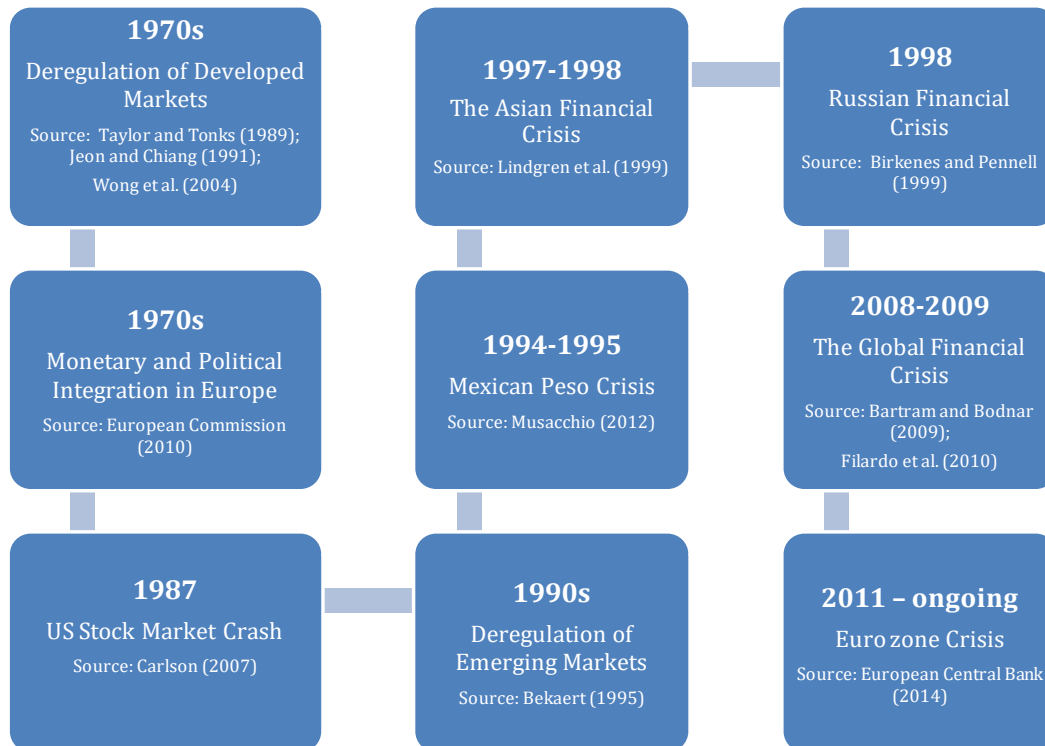 1970s
Deregulation of Developed
Markets
Source: Taylor and Tonks (1989);
Jeon and Chiang (1991);
Wong et al. (2004)
1970s
Monetary and Political
Integration in Europe
Source: European Commission
(2010)
1987
US Stock Market Crash
Source: Carlson (2007)
1990s
Deregulation of
Emerging Markets
Source: Bekaert (1995)
1994-1995
Mexican Peso Crisis
Source: Musacchio (2012)
1997-1998
The Asian Financial
Crisis
Source: Lindgren et al. (1999)
1998
Russian Financial
Crisis
Source: Birkenes and Pennell
(1999)
2008-2009
The Global Financial
Crisis
Source: Bartram and Bodnar
(2009);
Filardo et al. (2010)
2011 – ongoing
Euro zone Crisis
Source: European Central Bank
(2014)